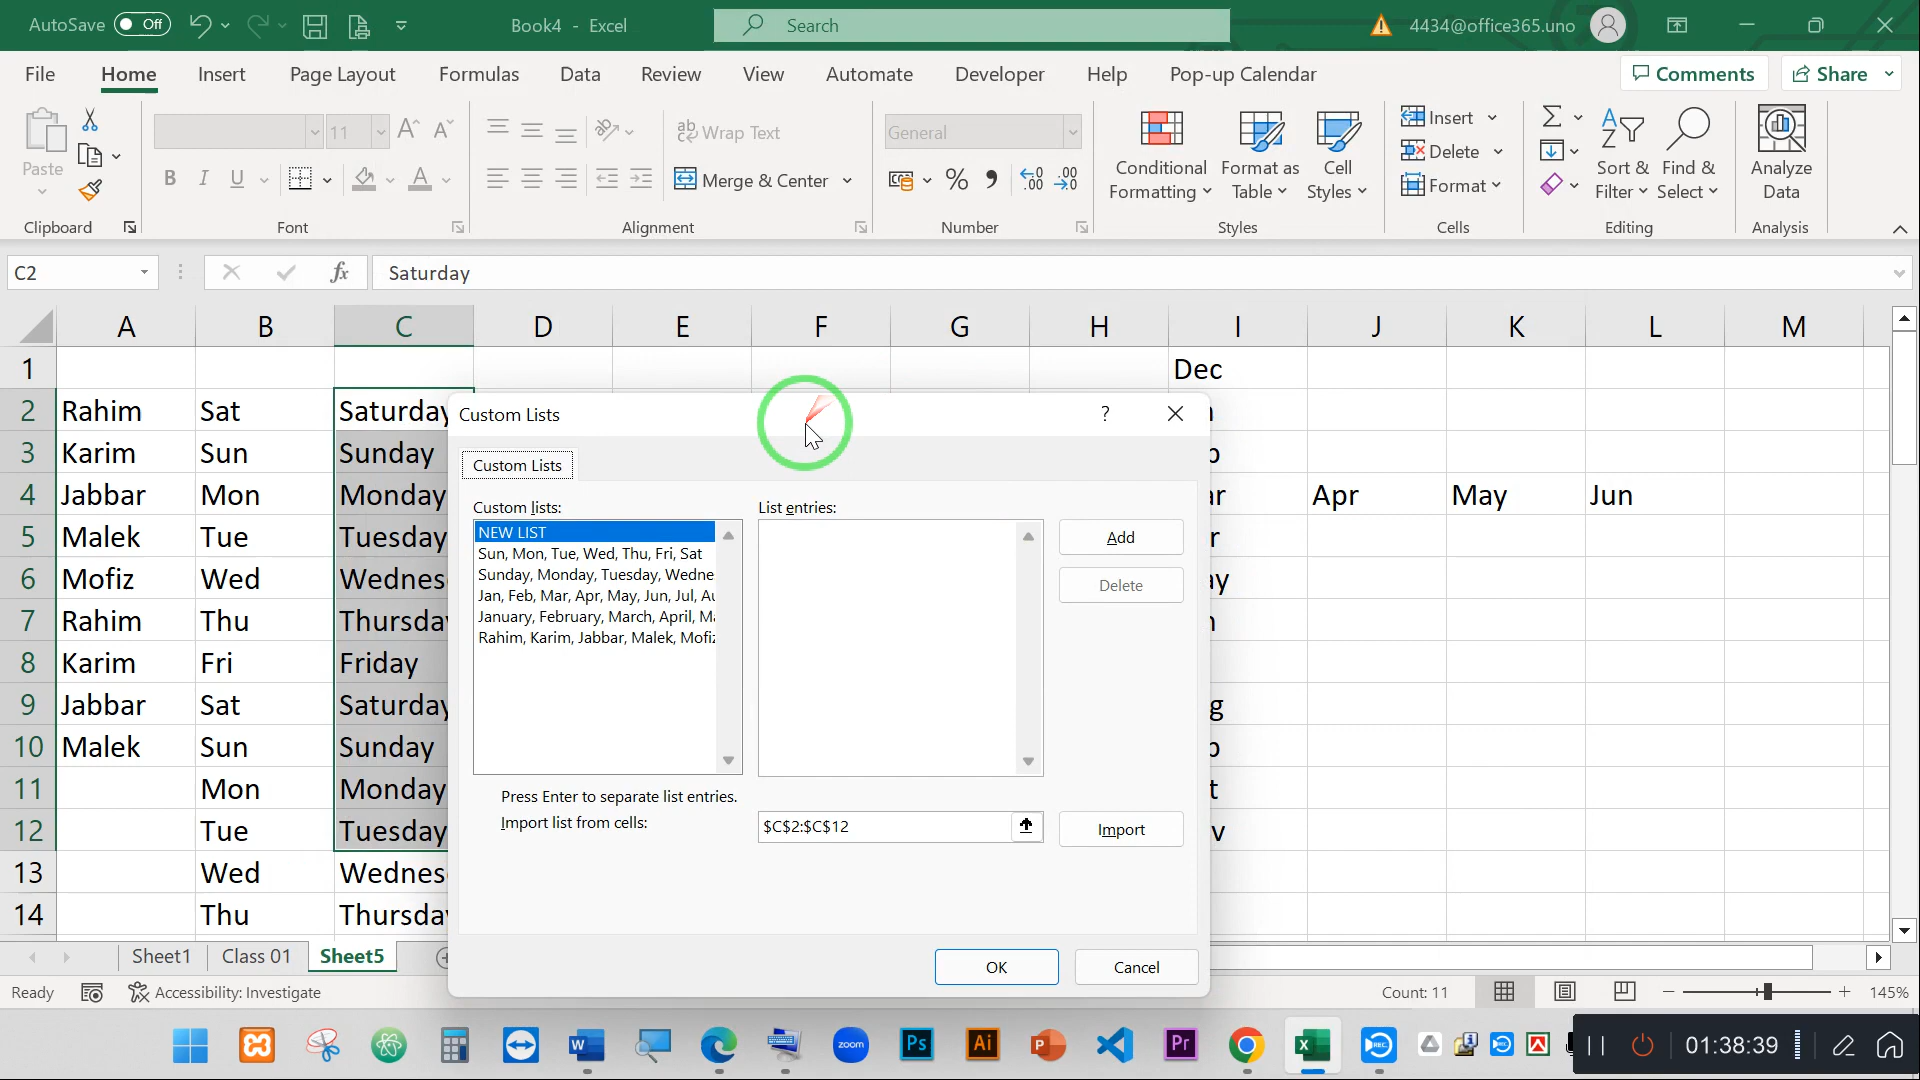 AutoSave Off Book4 - Excel Search 4434@office365.uno
File Home Insert Page Layout Formulas Data Review View Automate Developer Help Pop-up Calendar Comments Share
Paste 11 Wrap Text General Conditional Formatting Format as Table Cell Styles Insert Delete Format Sort & Filter Find & Select Analyze Data
Merge & Center
Clipboard Font Alignment Number Styles Cells Editing Analysis
C2 fx Saturday
A B C D E F G H I J K L M
1 Dec
2 Rahim Sat Saturday
3 Karim Sun Sunday
4 Jabbar Mon Monday Apr May Jun
5 Malek Tue Tuesday
6 Mofiz Wed
7 Rahim Thu
8 Karim Fri Friday
9 Jabbar Sat Saturday
10 Malek Sun Sunday
11 Mon Monday
12 Tue Tuesday
13 Wed
14 Thu
Custom Lists ?
Custom Lists
Custom lists: List entries:
NEW LIST
Sun, Mon, Tue, Wed, Thu, Fri, Sat
Sunday, Monday, Tuesday, Wedne
Jan, Feb, Mar, Apr, May, Jun, Jul, Au
January, February, March, April, Ma
Rahim, Karim, Jabbar, Malek, Mofiz
Add
Delete
Press Enter to separate list entries.
Import list from cells: $C$2:$C$12 Import
OK Cancel
Sheet1 Class 01 Sheet5
Ready Accessibility: Investigate Count: 11 145%
zoom Ps Ai Pr REC 01:38:39